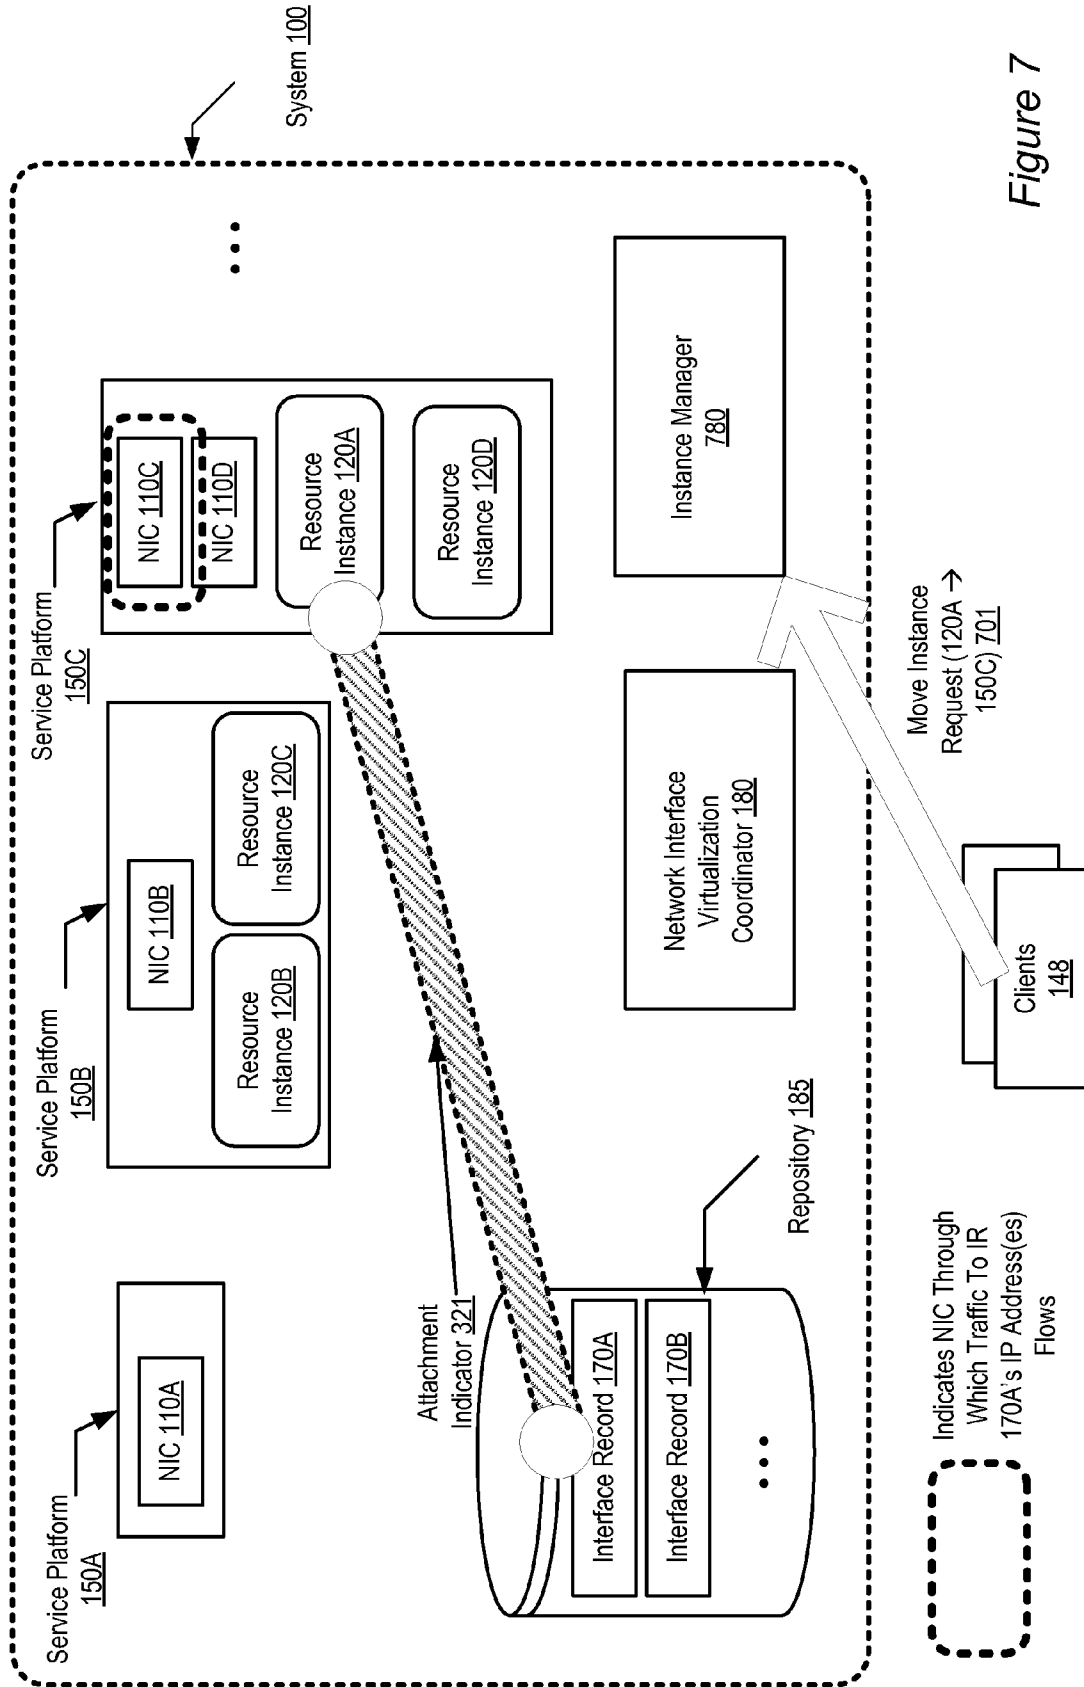 System 100
Service Platform
150A
NIC 110A
Service Platform
150B
NIC 110B
Resource
Instance 120B
Resource
Instance 120C
Service Platform
150C
NIC 110C
NIC 110D
Resource
Instance 120A
Resource
Instance 120D
...
Attachment
Indicator 321
Interface Record 170A
Interface Record 170B
...
Repository 185
Network Interface
Virtualization
Coordinator 180
Instance Manager
780
Indicates NIC Through
Which Traffic To IR
170A's IP Address(es)
Flows
Clients
148
Move Instance
Request (120A →
150C) 701
Figure 7